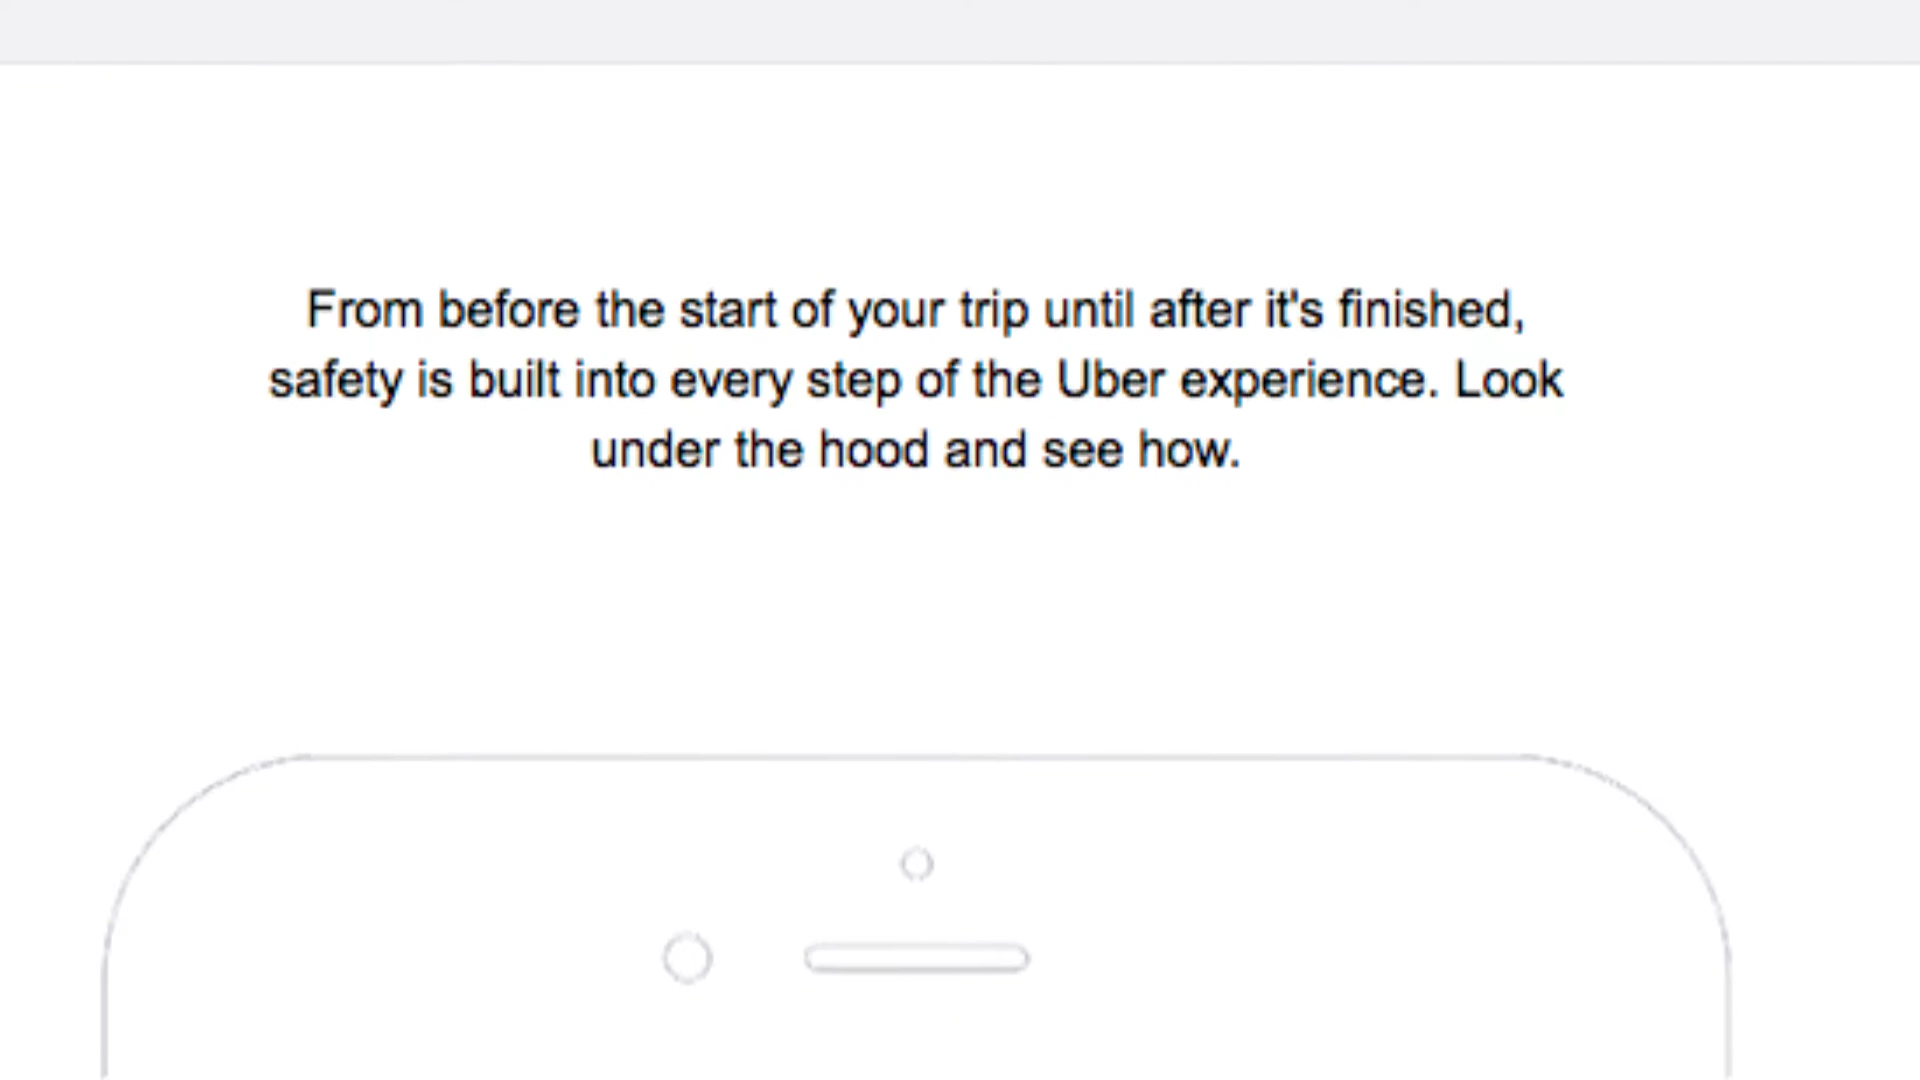 From before the start of your trip until after it's finished,
safety is built into every step of the Uber experience. Look
under the hood and see how.